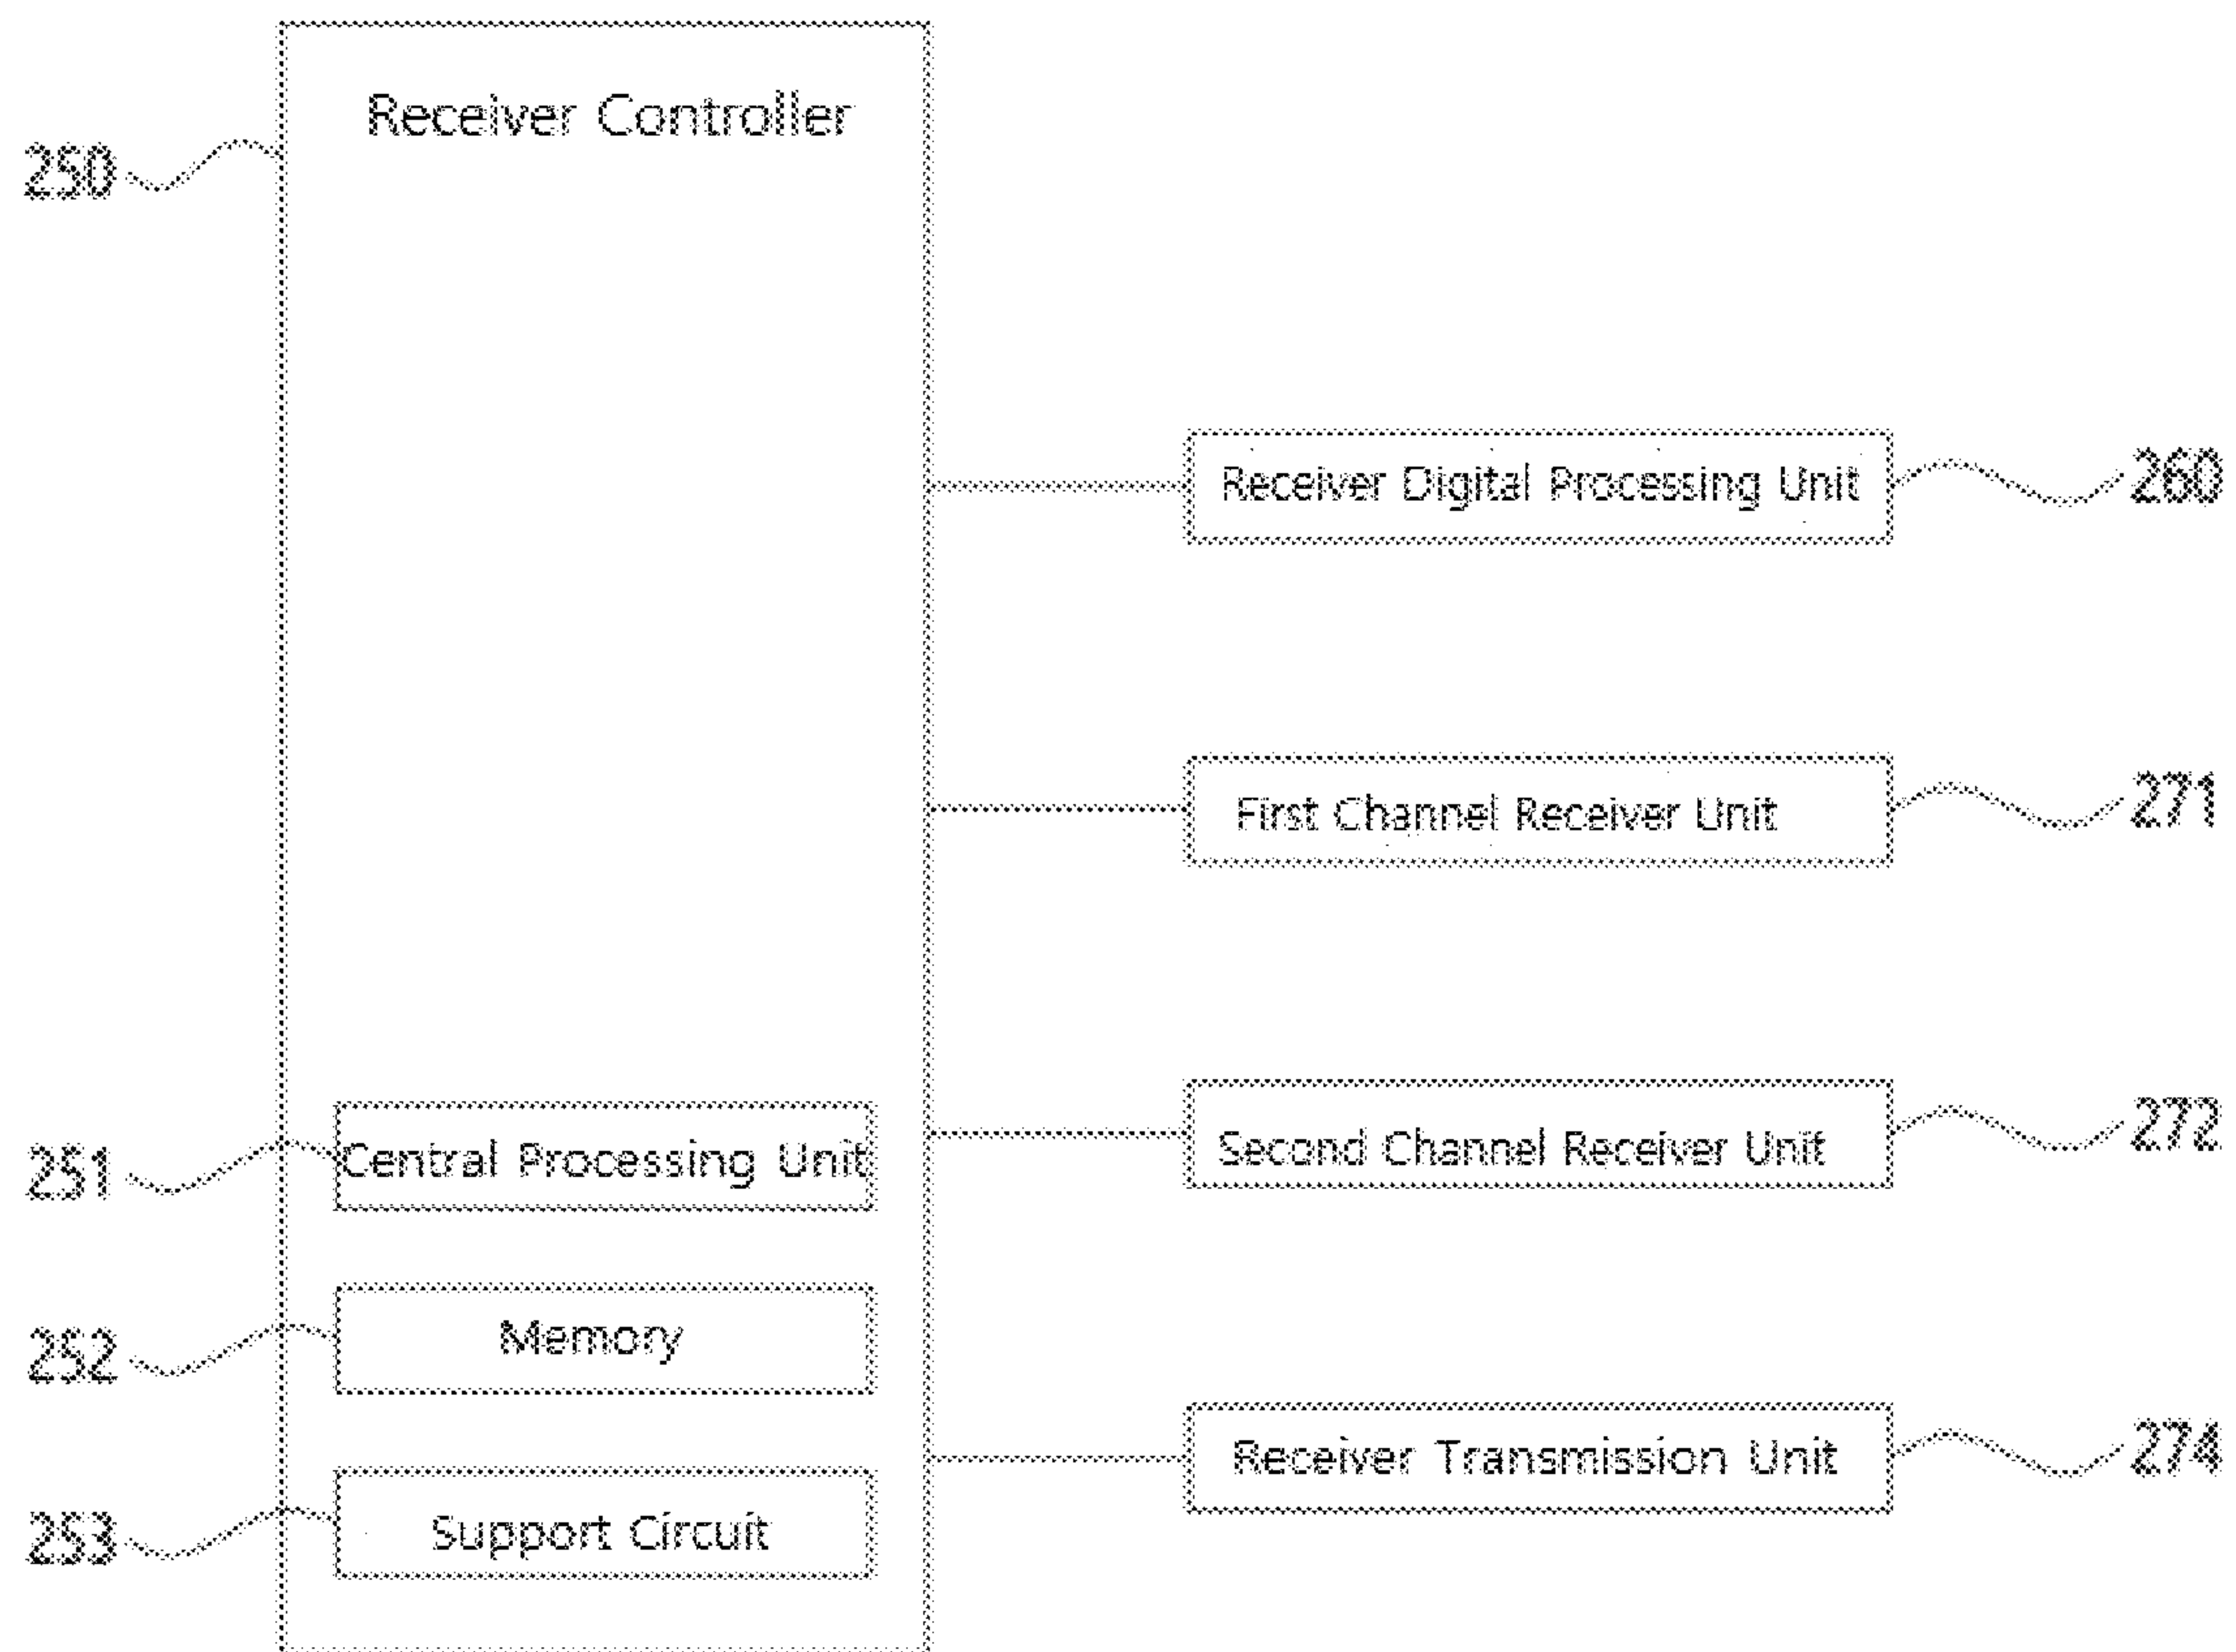 Receiver Controller
250
Receiver Digital Processing Unit
260
First Channel Receiver Unit
271
Second Channel Receiver Unit
272
251
Central Processing Unit
252
Memory
Receiver Transmission Unit
274
253
Support Circuit